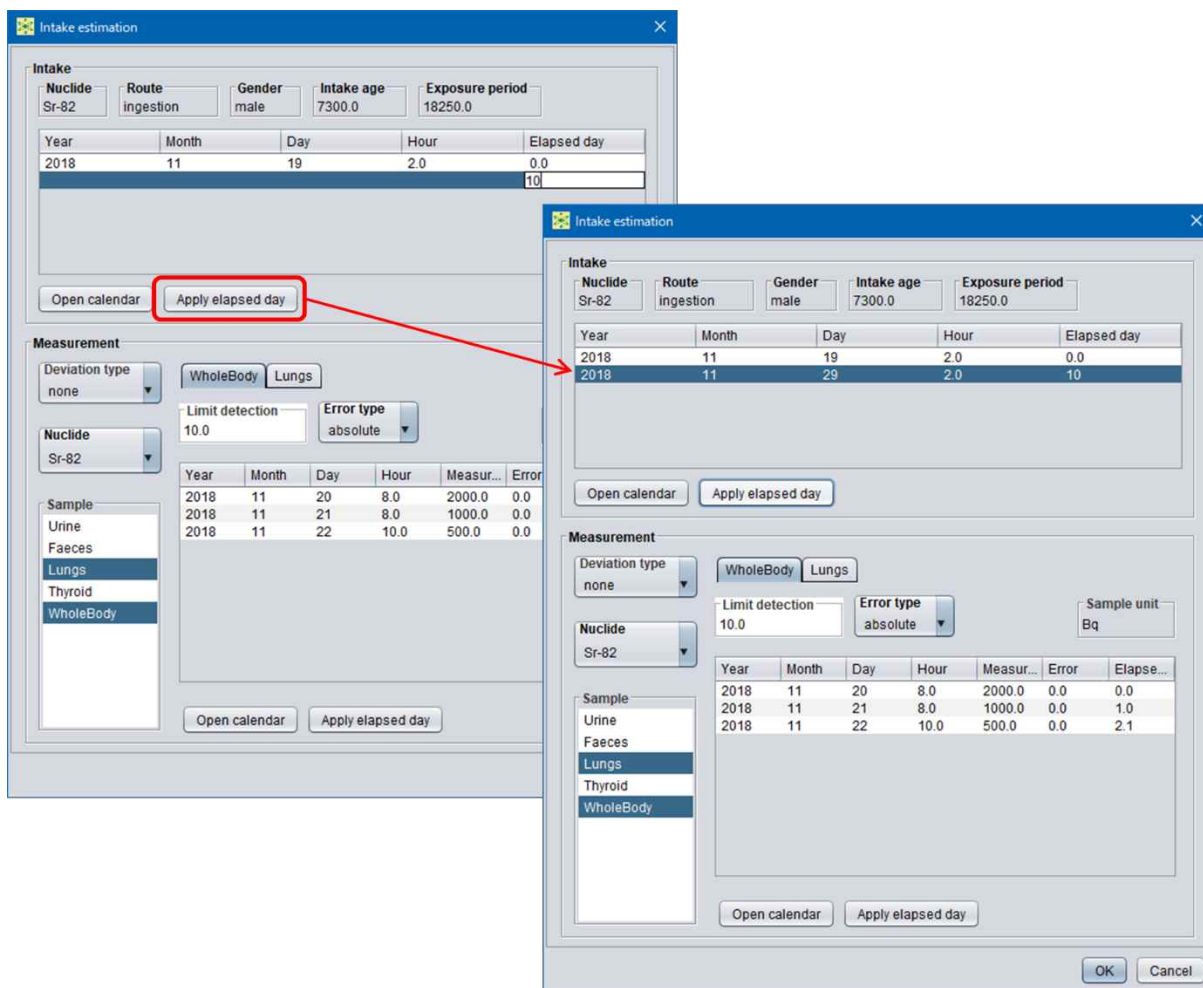 Intake estimation
Intake
Nuclide Route Gender Intake age Exposure period
Sr-82 ingestion male 7300.0 18250.0
Year Month Day Hour Elapsed day
2018 11 19 2.0 0.0
10
Open calendar Apply elapsed day
Measurement
Deviation type
none
WholeBody Lungs
Limit detection Error type
10.0 absolute
Nuclide
Sr-82
Year Month Day Hour Measur... Error
2018 11 20 8.0 2000.0 0.0
2018 11 21 8.0 1000.0 0.0
2018 11 22 10.0 500.0 0.0
Sample
Urine
Faeces
Lungs
Thyroid
WholeBody
Open calendar Apply elapsed day
Intake estimation
Intake
Nuclide Route Gender Intake age Exposure period
Sr-82 ingestion male 7300.0 18250.0
Year Month Day Hour Elapsed day
2018 11 19 2.0 0.0
2018 11 29 2.0 10
Open calendar Apply elapsed day
Measurement
Deviation type
none
WholeBody Lungs
Limit detection Error type Sample unit
10.0 absolute Bq
Nuclide
Sr-82
Year Month Day Hour Measur... Error Elapse...
2018 11 20 8.0 2000.0 0.0 0.0
2018 11 21 8.0 1000.0 0.0 1.0
2018 11 22 10.0 500.0 0.0 2.1
Sample
Urine
Faeces
Lungs
Thyroid
WholeBody
Open calendar Apply elapsed day
OK Cancel